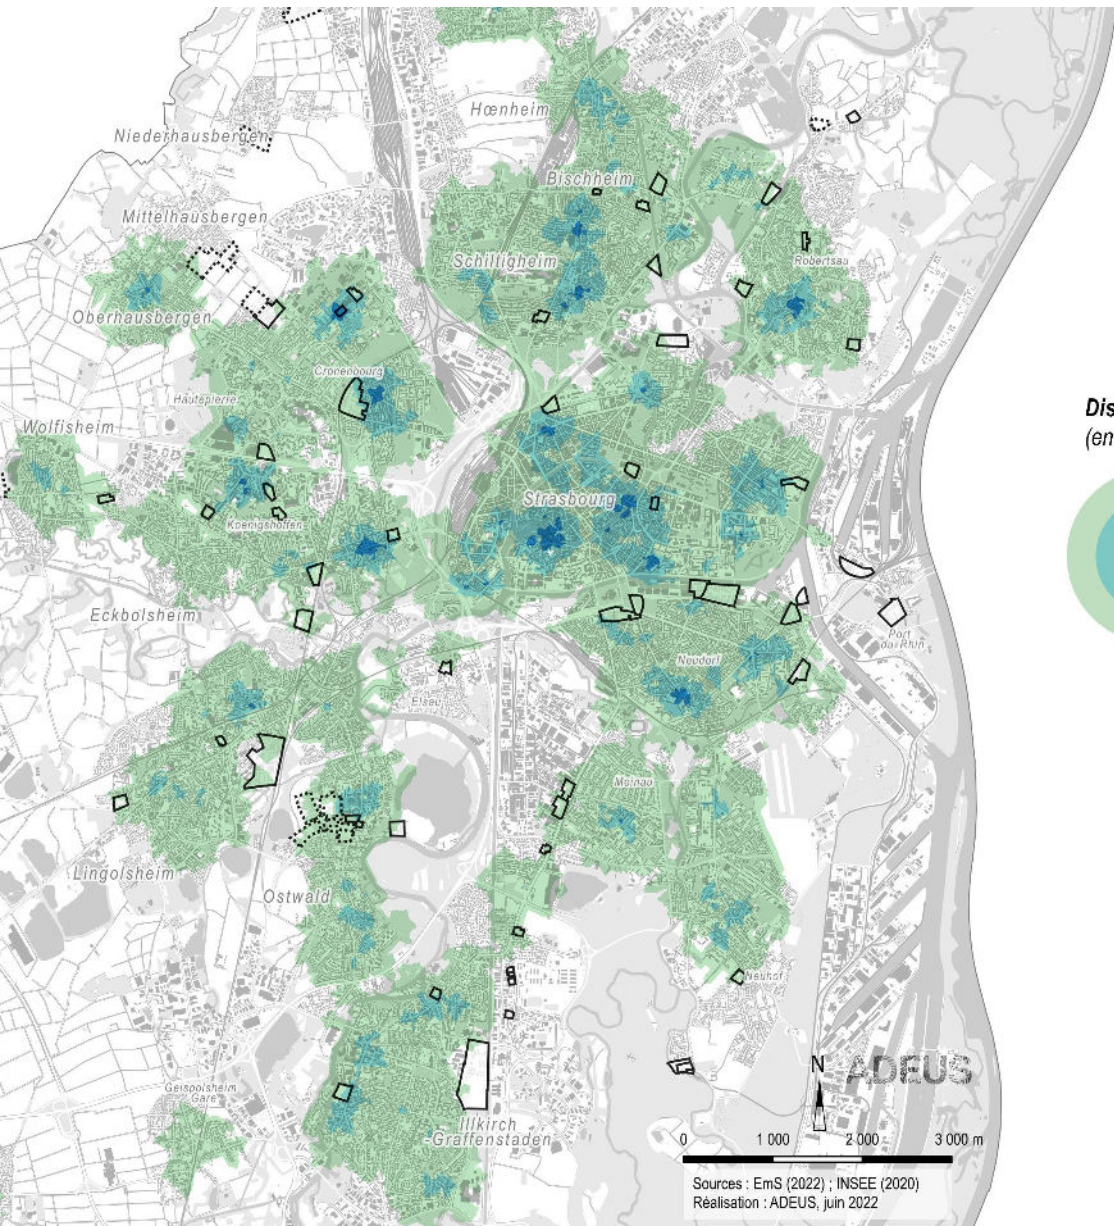 Hœnheim
Niederhausbergen
Bischheim
Mittelhausbergen
Schiltigheim
Robertsau
Oberhausbergen
Cronenbourg
Hautepierre
Dis
(en
Wolfisheim
Strasbourg
Koenigshoffen
Eckbolsheim
Port
du Rhin
Neudorf
Elsau
Meinau
Lingolsheim
Ostwald
Neuhof
N
ADEUS
Geispolsheim
Gare
Illkirch
-Graffenstaden
0 1 000 2 000 3 000 m
Sources : EmS (2022) ; INSEE (2020)
Réalisation : ADEUS, juin 2022